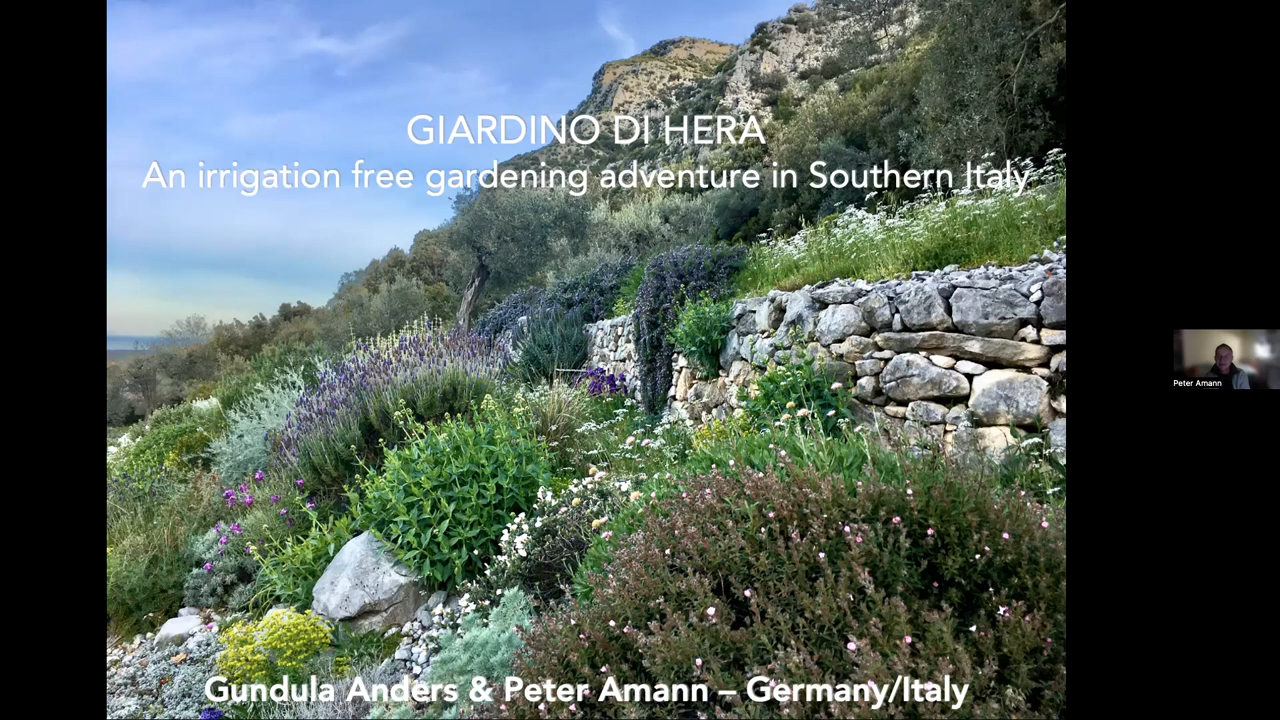 GIARDINO DI HERA
An irrigation free gardening adventure in Southern Italy
Peter Amann
Gundula Anders & Peter Amann – Germany/Italy